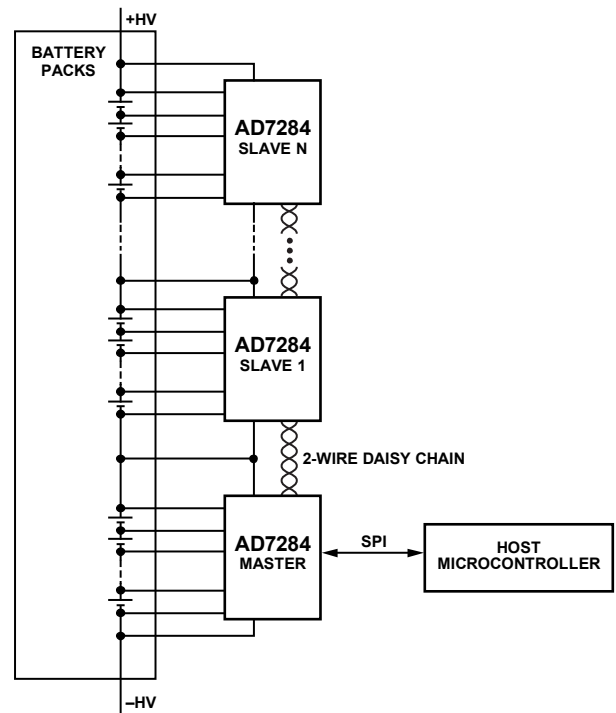 +HV
BATTERY
PACKS
AD7284
SLAVE N
AD7284
SLAVE 1
2-WIRE DAISY CHAIN
AD7284
MASTER
SPI
HOST
MICROCONTROLLER
–HV